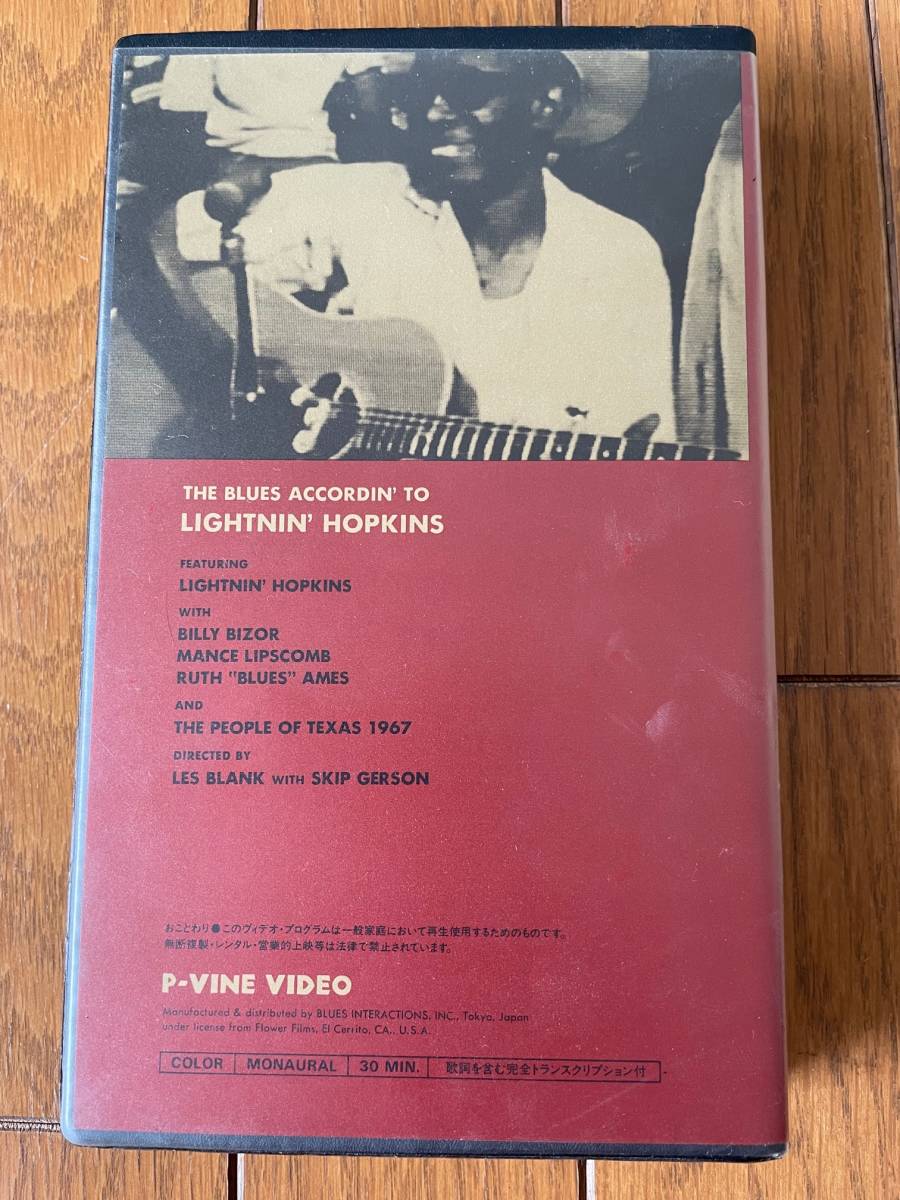 THE BLUES ACCORDIN' TO
LIGHTNIN' HOPKINS
FEATURING
LIGHTNIN' HOPKINS
WITH
BILLY BIZOR
MANCE LIPSCOMB
RUTH "BLUES" AMES
AND
THE PEOPLE OF TEXAS 1967
DIRECTED BY
LES BLANK WITH SKIP GERSON
おことわり●このヴィデオ・プログラムは一般家庭において再生使用するためのものです。
無断複製・レンタル・営業的上映等は法律で禁止されています。
P-VINE VIDEO
Manufactured & distributed by BLUES INTERACTIONS, INC., Tokyo, Japan
under license from Flower Films, El Cerrito, CA., U.S.A.
COLOR MONAURAL 30 MIN. 歌詞を含む完全トランスクリプション付